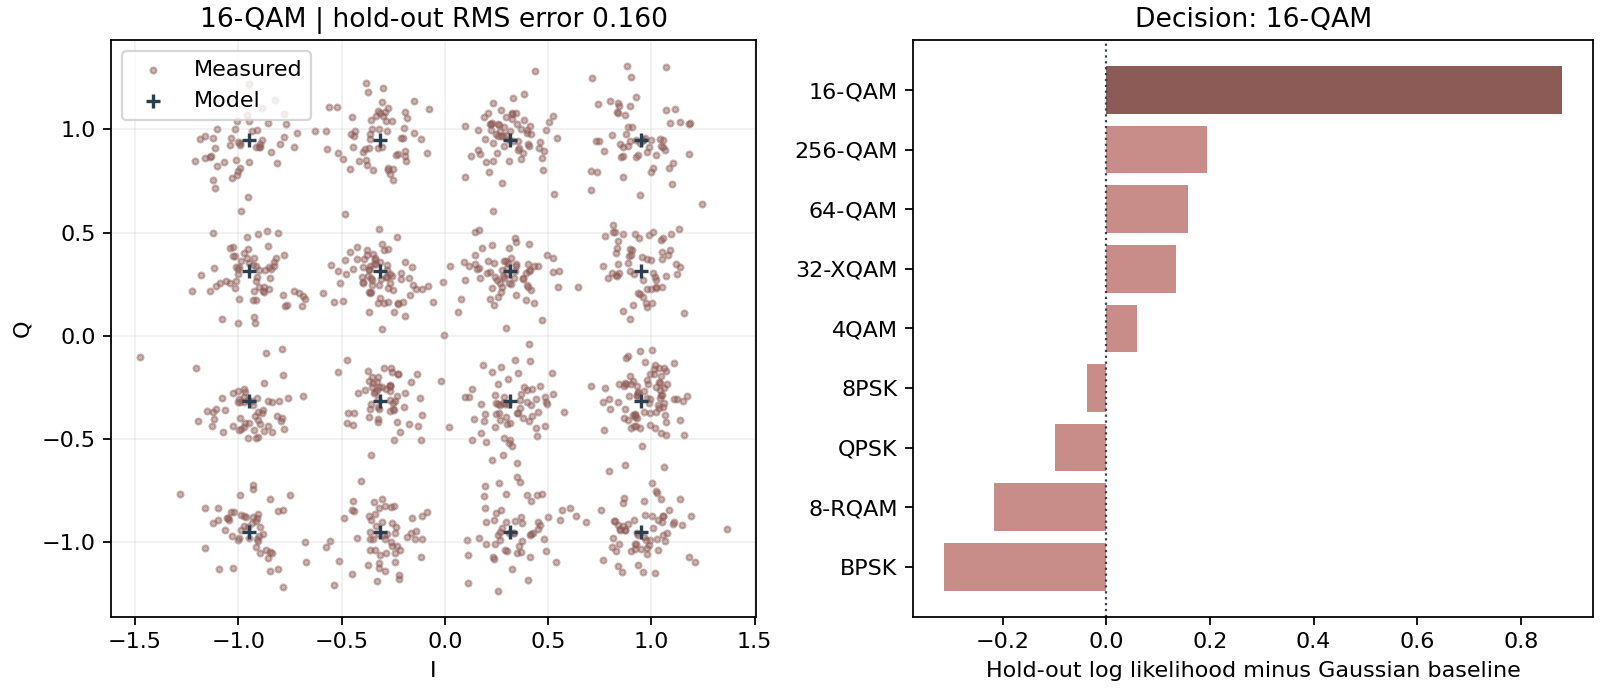 16-QAM | hold-out RMS error 0.160
Measured
Model
Q
1.0
0.5
0.0
−0.5
−1.0
−1.5
−1.0
−0.5
0.0
0.5
1.0
1.5
I
Decision: 16-QAM
16-QAM
256-QAM
64-QAM
32-XQAM
4QAM
8PSK
QPSK
8-RQAM
BPSK
−0.2
0.0
0.2
0.4
0.6
0.8
Hold-out log likelihood minus Gaussian baseline